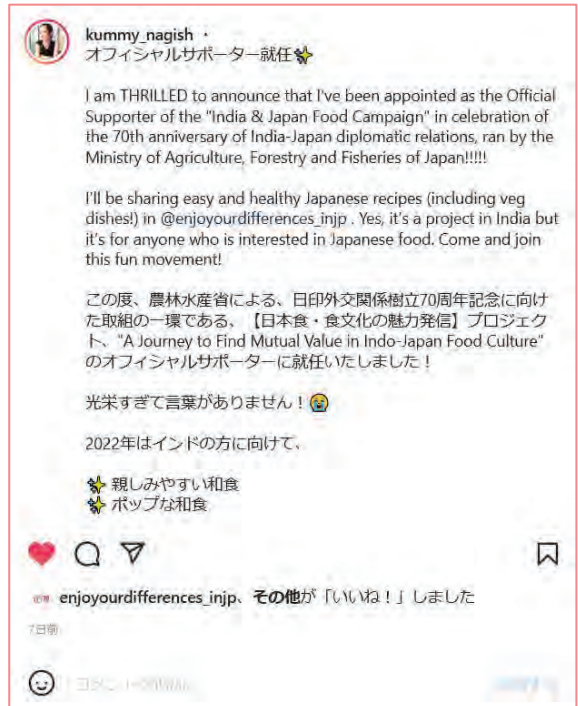 kummy_nagish ・
オフィシャルサポーター就任✨
I am THRILLED to announce that I've been appointed as the Official
Supporter of the "India & Japan Food Campaign" in celebration of
the 70th anniversary of India-Japan diplomatic relations, ran by the
Ministry of Agriculture, Forestry and Fisheries of Japan!!!!!
I'll be sharing easy and healthy Japanese recipes (including veg
dishes!) in @enjoyourdifferences_injp . Yes, it's a project in India but
it's for anyone who is interested in Japanese food. Come and join
this fun movement!
この度、農林水産省による、日印外交関係樹立70周年記念に向け
た取組の一環である、【日本食・食文化の魅力発信】プロジェク
ト、"A Journey to Find Mutual Value in Indo-Japan Food Culture"
のオフィシャルサポーターに就任いたしました！
光栄すぎて言葉がありません！😭
2022年はインドの方に向けて、
✨ 親しみやすい和食
✨ ポップな和食
enjoyourdifferences_injp、その他が「いいね！」しました
7日前